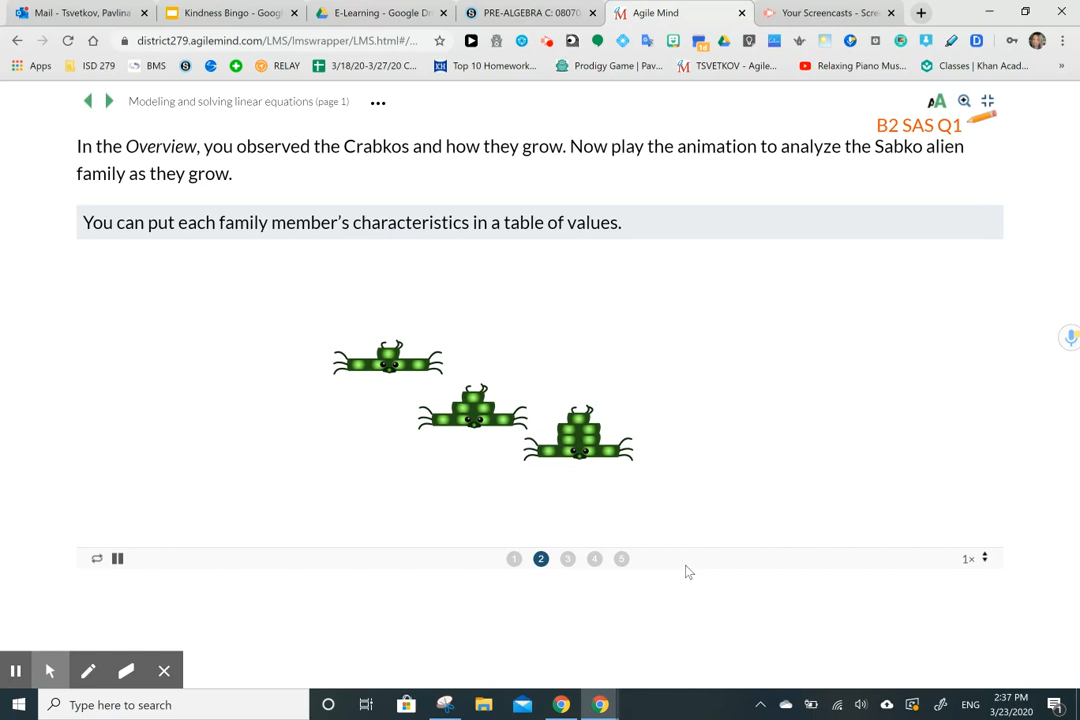 Mail - Tsvetkov, Pavlina
Kindness Bingo - Goog
E-Learning - Google Dri
PRE-ALGEBRA C: 08070
Agile Mind
Your Screencasts - Scre
district279.agilemind.com/LMS/lmswrapper/LMS.html#/...
Apps
ISD 279
BMS
RELAY
3/18/20-3/27/20 C...
Top 10 Homework...
Prodigy Game | Pav...
TSVETKOV - Agile...
Relaxing Piano Mus...
Classes | Khan Acad...
»
Modeling and solving linear equations (page 1)
AA
B2 SAS Q1
In the Overview, you observed the Crabkos and how they grow. Now play the animation to analyze the Sabko alien
family as they grow.
You can put each family member's characteristics in a table of values.
1 2 3 4 5
1×
Type here to search
ENG
2:37 PM
3/23/2020